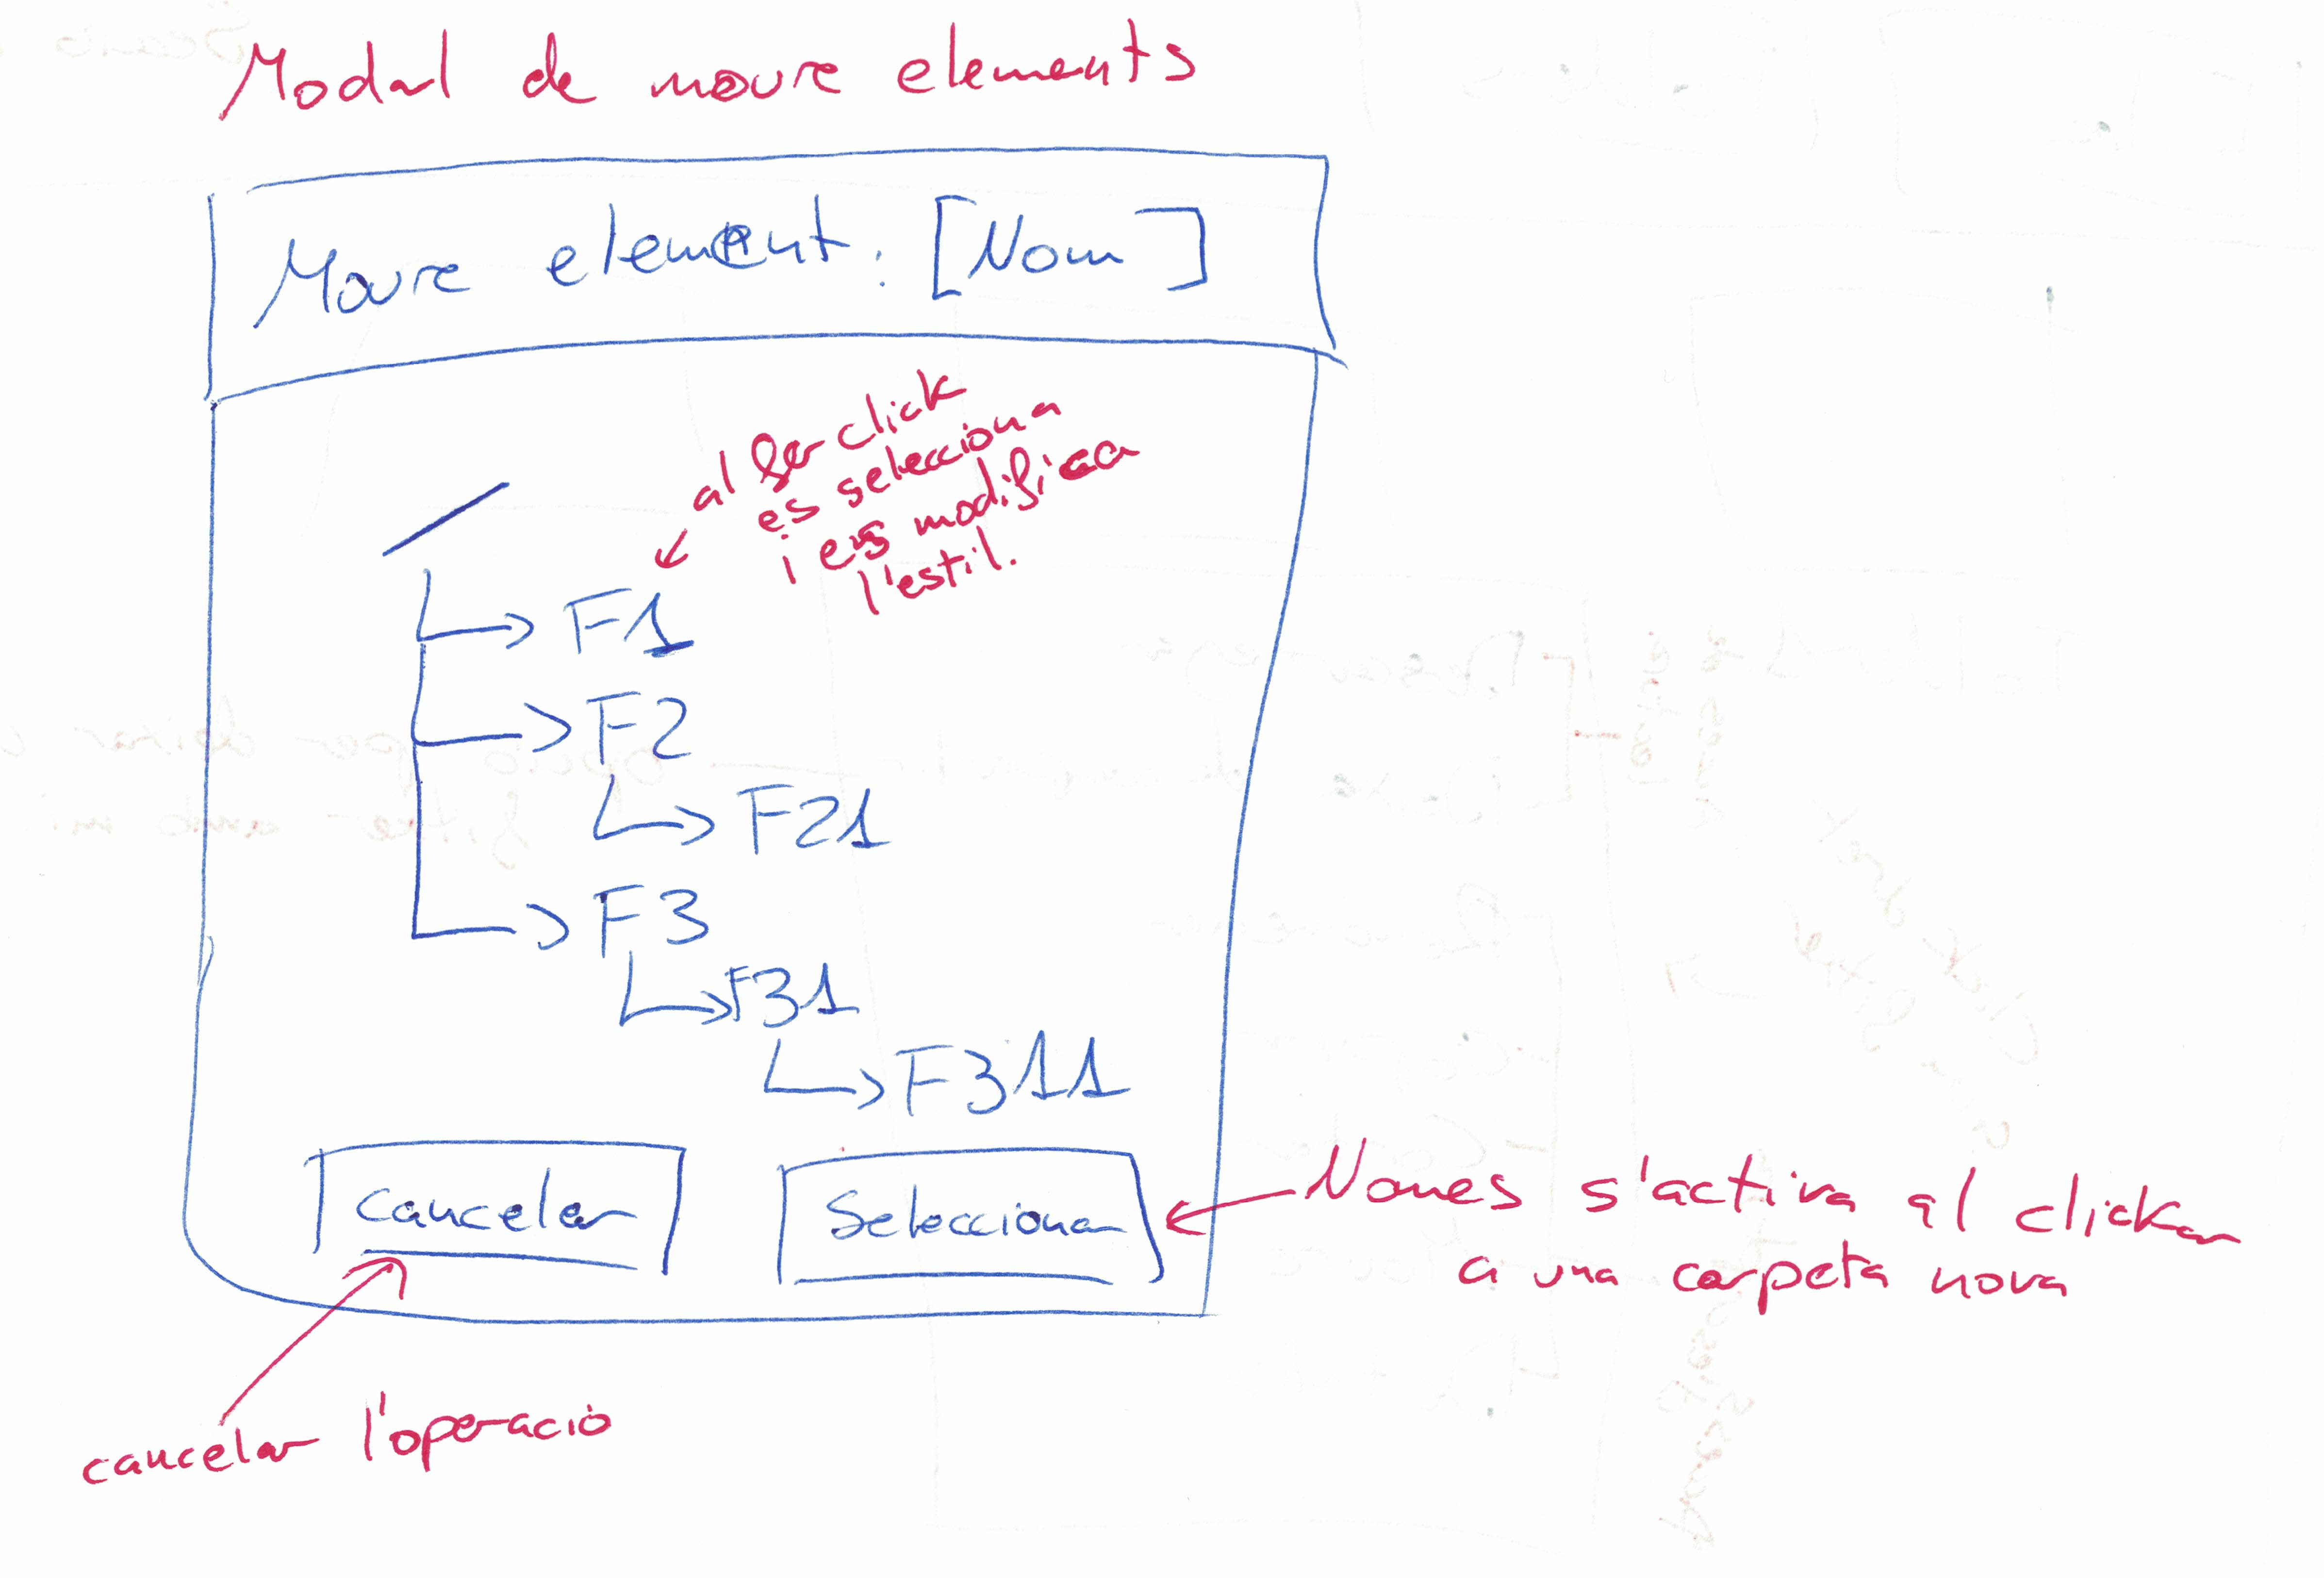 Modal de moure elements
Moure element: [Nom]
al fer click
es selecciona
i es modifica
l'estil.
/
F1
F2
F21
F3
F31
F311
Cancelar
Seleccionar
Nomes s'activa al clickar
a una carpeta nova
cancelar l'operació